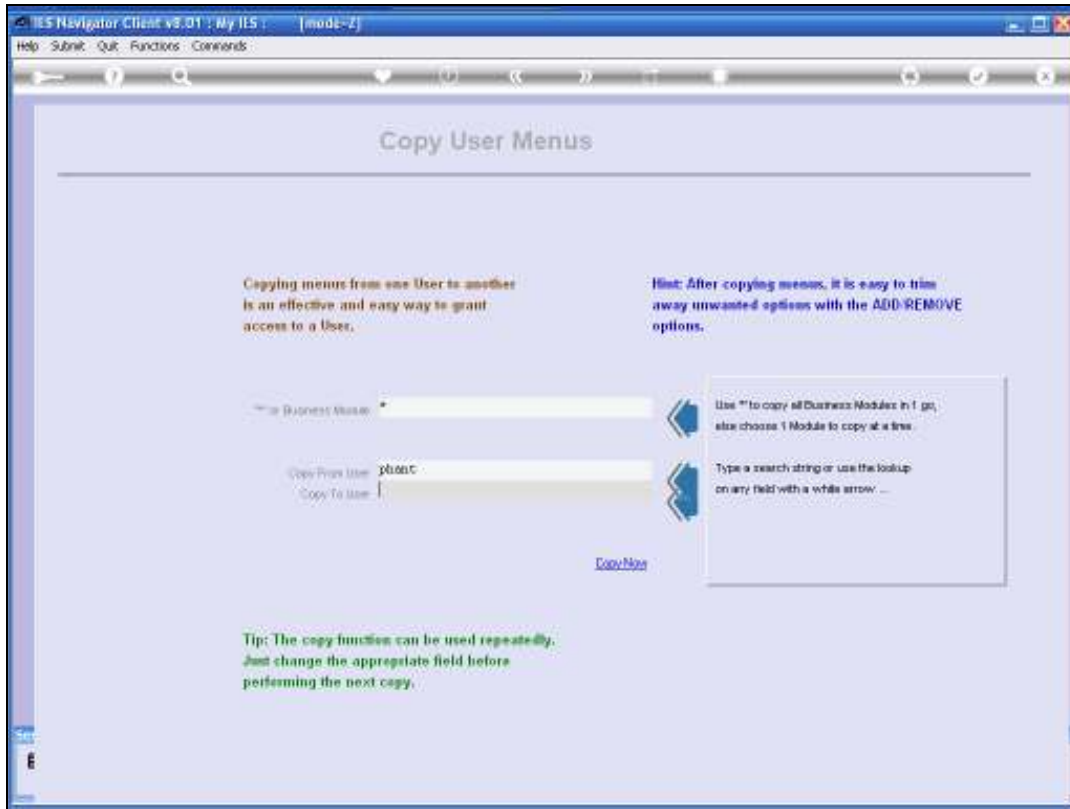 IES Navigator Client v8.01 : My IES : [mode-Z]
Help Submit Quit Functions Commands
Copy User Menus
Copying menus from one User to another
is an effective and easy way to grant
access to a User.
Hint: After copying menus, it is easy to trim
away unwanted options with the ADD/REMOVE
options.
"*" or Business Module *
Use "*" to copy all Business Modules in 1 go,
else choose 1 Module to copy at a time.
Copy From User phant
Copy To User
Type a search string or use the lookup
on any field with a white arrow ...
Copy Now
Tip: The copy function can be used repeatedly.
Just change the appropriate field before
performing the next copy.